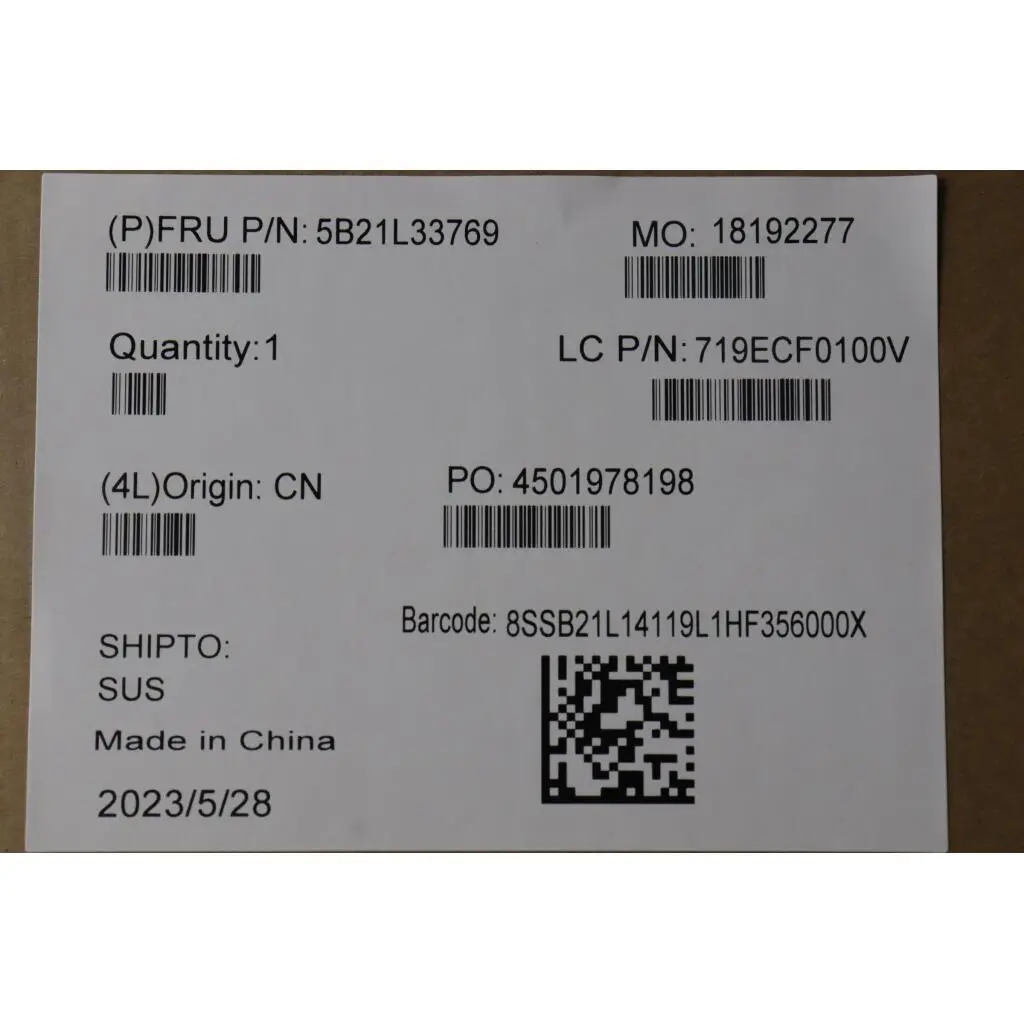 (P)FRU P/N: 5B21L33769
MO: 18192277
Quantity:1
LC P/N: 719ECF0100V
(4L)Origin: CN
PO: 4501978198
Barcode: 8SSB21L14119L1HF356000X
SHIPTO:
SUS
Made in China
2023/5/28